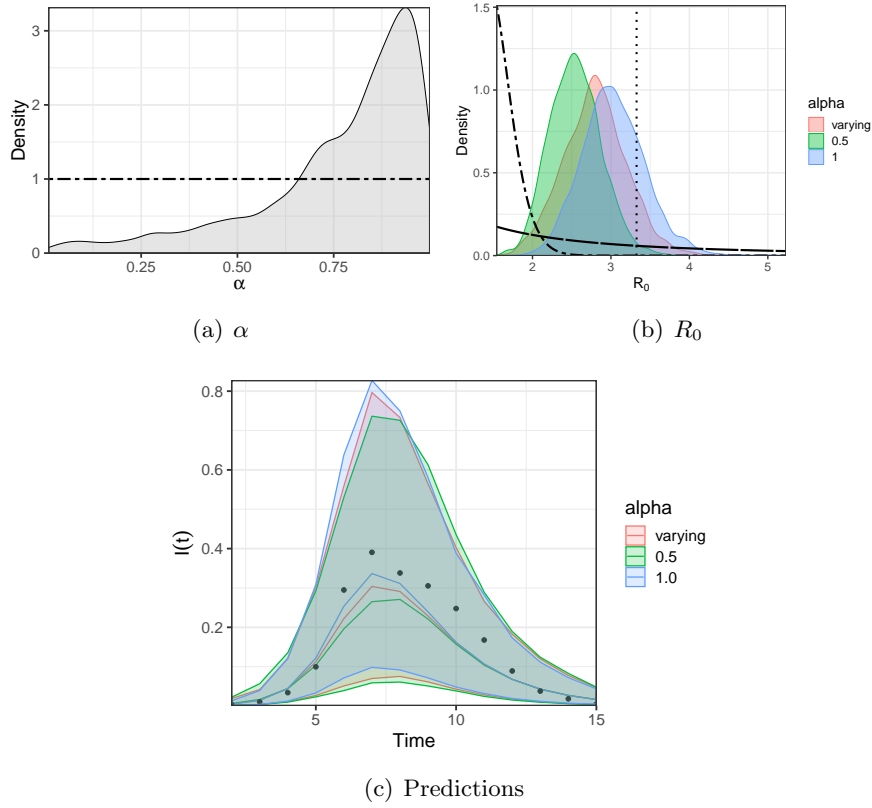 3
2
1
0
Density
0.25
0.50
0.75
α
(a) α
1.5
1.0
0.5
0.0
Density
2
3
4
5
R0
alpha
varying
0.5
1
(b) R0
0.8
0.6
0.4
0.2
I(t)
5
10
15
Time
alpha
varying
0.5
1.0
(c) Predictions